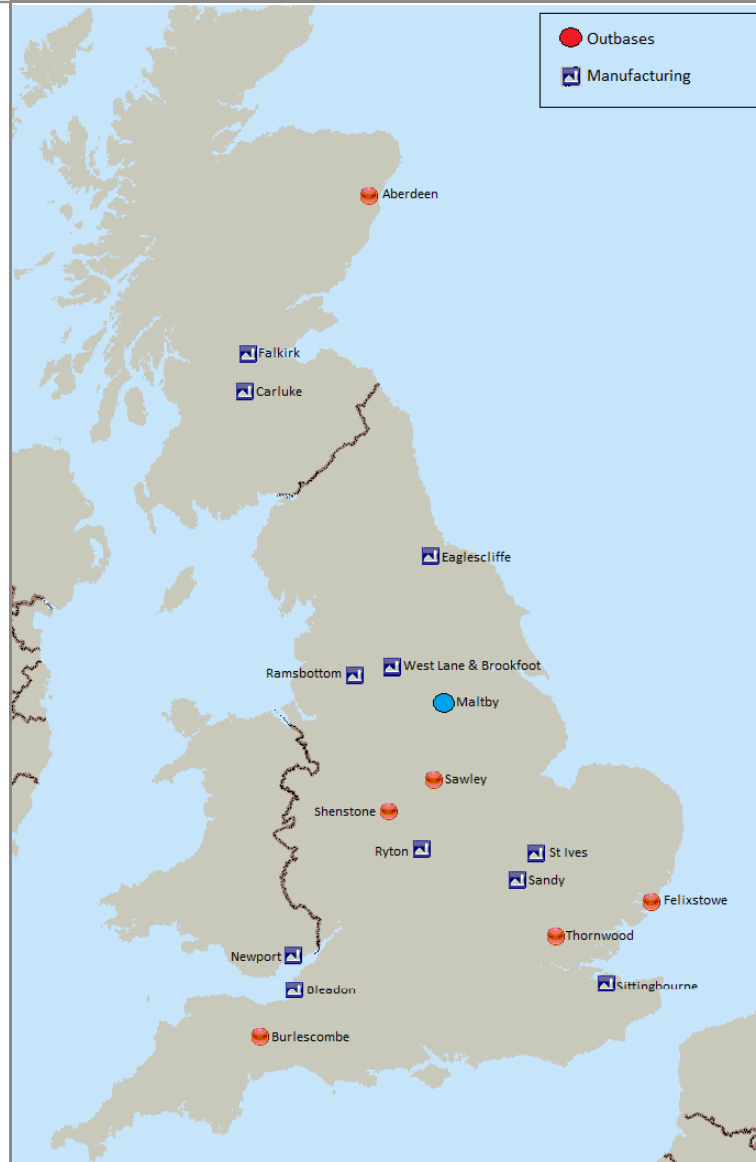 Outbases
Manufacturing
Aberdeen
Falkirk
Carluke
Eaglescliffe
West Lane & Brookfoot
Ramsbottom
Maltby
Sawley
Shenstone
Ryton
St Ives
Sandy
Felixstowe
Thornwood
Newport
Sittingbourne
Bleadon
Burlescombe